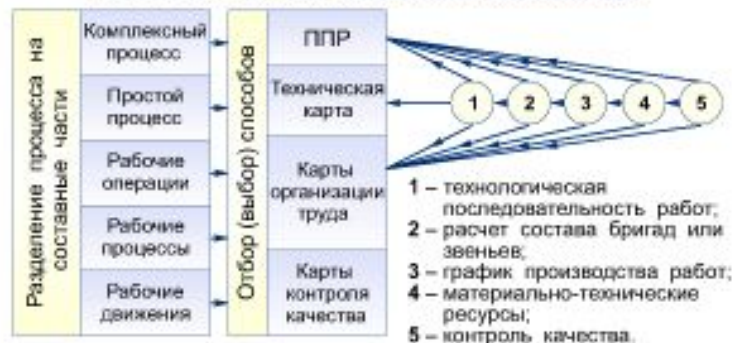 Разделение процесса на
составные части
Комплексный
процесс
Простой
процесс
Рабочие
операции
Рабочие
процессы
Рабочие
движения
Отбор (выбор) способов
ППР
Техническая
карта
Карты
организации
труда
Карты
контроля
качества
1 2 3 4 5
1 – технологическая
последовательность работ;
2 – расчет состава бригад или
звеньев;
3 – график производства работ;
4 – материально-технические
ресурсы;
5 – контроль качества.